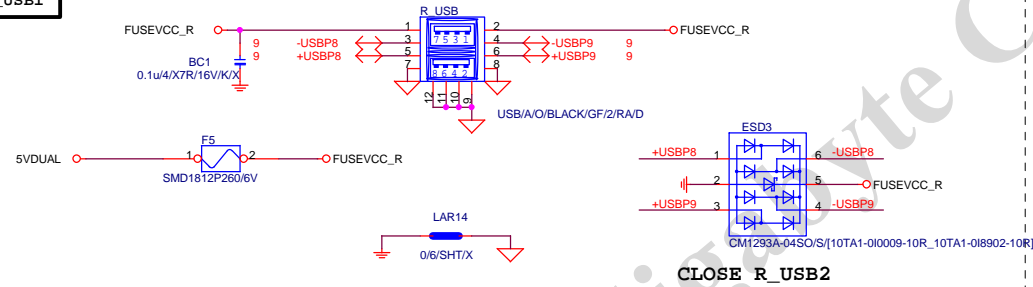 _USB1
R_USB
FUSEVCC_R
1
2
FUSEVCC_R
9
-USBP8
3
4
-USBP9
9
9
+USBP8
5
6
+USBP9
9
7 5 3 1
BC1
0.1u/4/X7R/16V/K/X
7
8
8 6 4 2
12
11
10
9
USB/A/O/BLACK/GF/2/RA/D
F5
5VDUAL
1
2
FUSEVCC_R
SMD1812P260/6V
ESD3
+USBP8
1
6
-USBP8
2
5
FUSEVCC_R
+USBP9
3
4
-USBP9
CM1293A-04SO/S/[10TA1-0I0009-10R_10TA1-0I8902-10R]
LAR14
0/6/SHT/X
CLOSE R_USB2
gabyte C